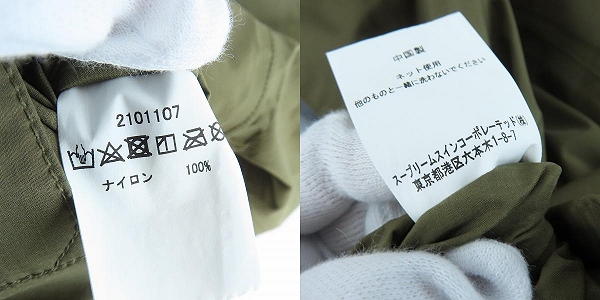 2101107
ナイロン 100%
中国製
ネット使用
他のものと一緒に洗わないでください
スープリームスインコーポレーテッド(株)
東京都港区六本木1-8-7